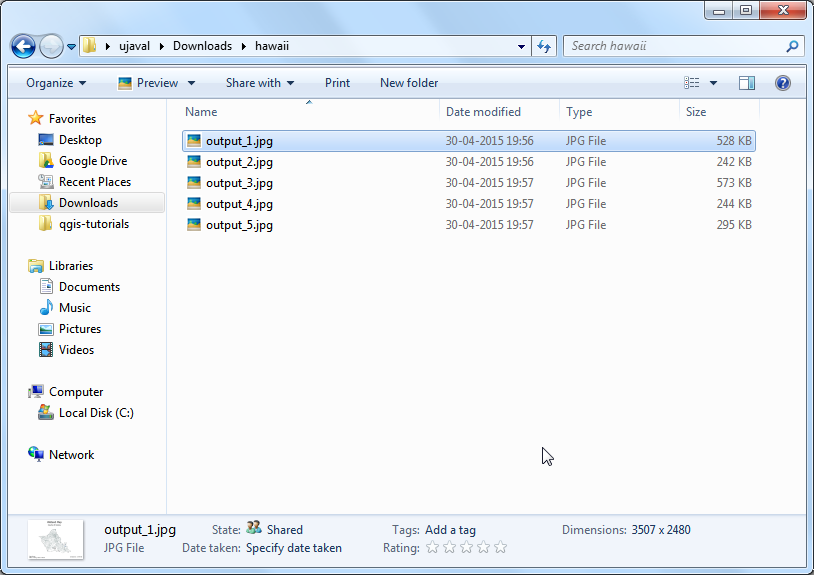 ujaval Downloads hawaii Search hawaii
Organize Preview Share with Print New folder
Name Date modified Type Size
output_1.jpg 30-04-2015 19:56 JPG File 528 KB
output_2.jpg 30-04-2015 19:56 JPG File 242 KB
output_3.jpg 30-04-2015 19:57 JPG File 573 KB
output_4.jpg 30-04-2015 19:57 JPG File 244 KB
output_5.jpg 30-04-2015 19:57 JPG File 295 KB
Favorites
Desktop
Google Drive
Recent Places
Downloads
qgis-tutorials
Libraries
Documents
Music
Pictures
Videos
Computer
Local Disk (C:)
Network
output_1.jpg State: Shared Tags: Add a tag Dimensions: 3507 x 2480
JPG File Date taken: Specify date taken Rating: